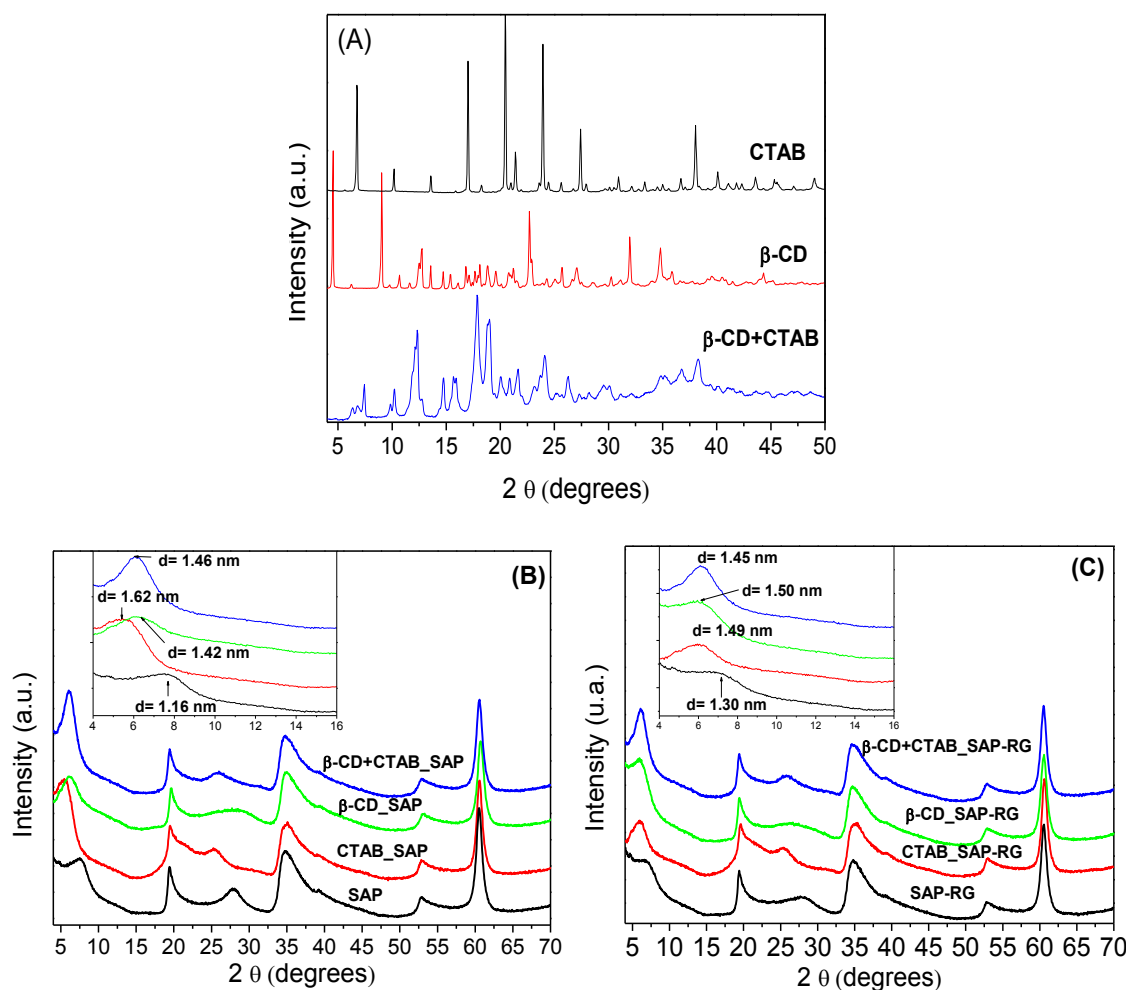 (A)
CTAB
β-CD
β-CD+CTAB
Intensity (a.u.)
5 10 15 20 25 30 35 40 45 50
2 θ (degrees)
(B)
d= 1.46 nm
d= 1.62 nm
d= 1.42 nm
d= 1.16 nm
4 6 8 10 12 14 16
β-CD+CTAB_SAP
β-CD_SAP
CTAB_SAP
SAP
Intensity (a.u.)
5 10 15 20 25 30 35 40 45 50 55 60 65 70
2 θ (degrees)
(C)
d= 1.45 nm
d= 1.50 nm
d= 1.49 nm
d= 1.30 nm
4 6 8 10 12 14 16
β-CD+CTAB_SAP-RG
β-CD_SAP-RG
CTAB_SAP-RG
SAP-RG
Intensity (u.a.)
5 10 15 20 25 30 35 40 45 50 55 60 65 70
2 θ (degrees)